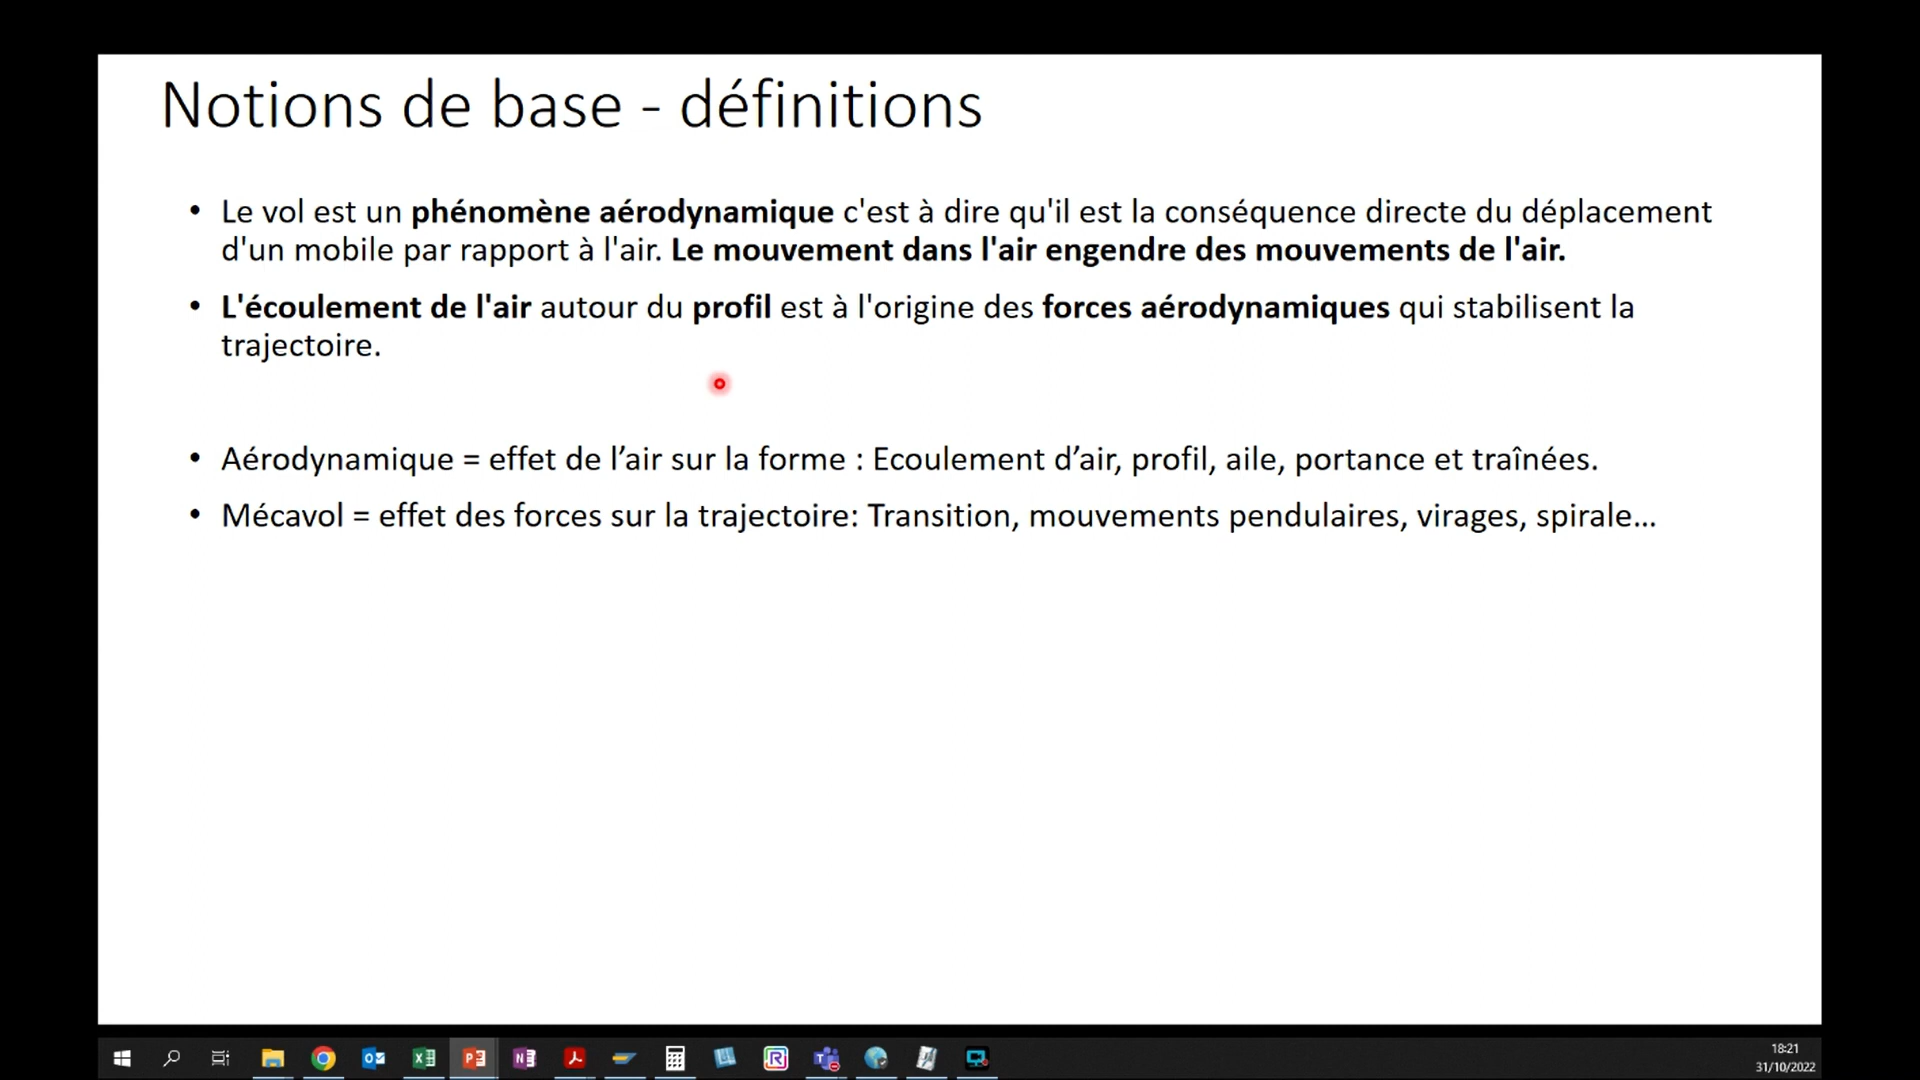 Notions de base - définitions
• Le vol est un phénomène aérodynamique c'est à dire qu'il est la conséquence directe du déplacement
d'un mobile par rapport à l'air. Le mouvement dans l'air engendre des mouvements de l'air.
• L'écoulement de l'air autour du profil est à l'origine des forces aérodynamiques qui stabilisent la
trajectoire.
• Aérodynamique = effet de l’air sur la forme : Ecoulement d’air, profil, aile, portance et traînées.
• Mécavol = effet des forces sur la trajectoire: Transition, mouvements pendulaires, virages, spirale...
18:21
31/10/2022